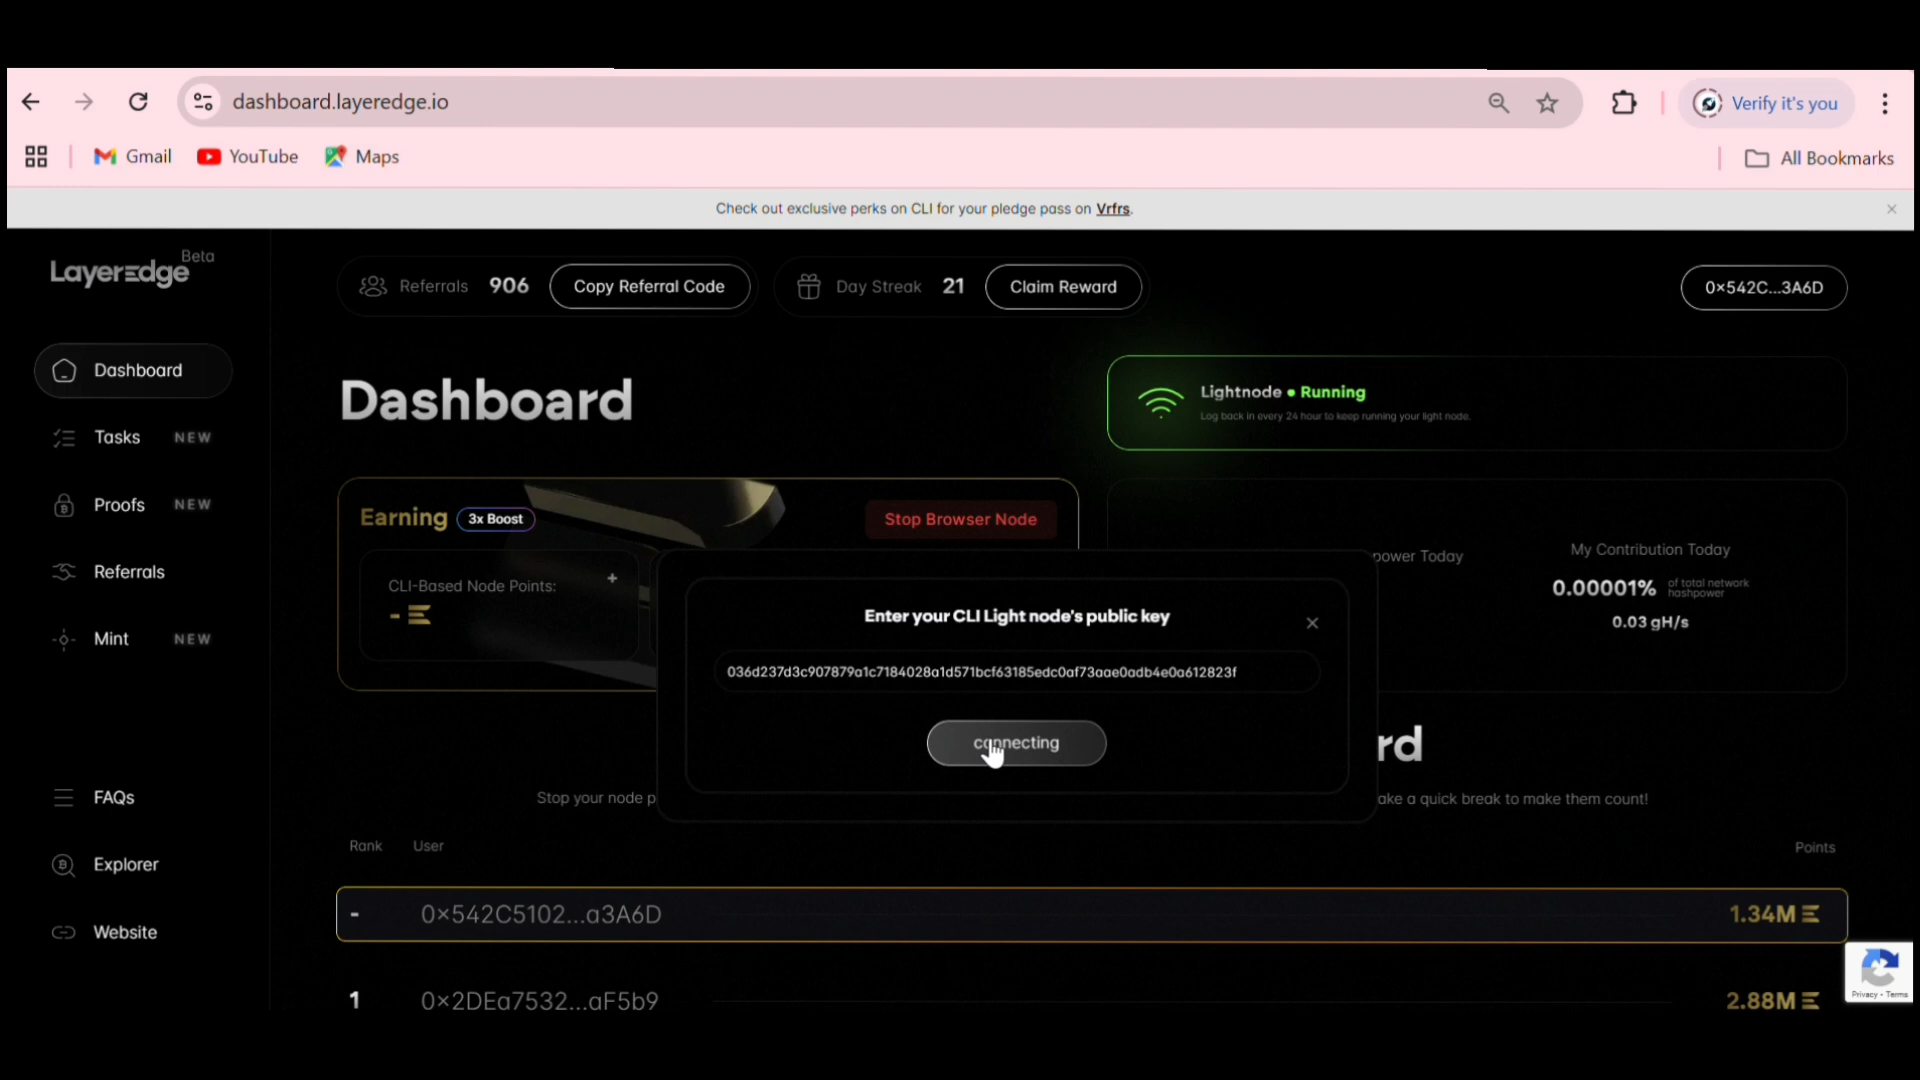 dashboard.layeredge.io
Verify it's you
Gmail
YouTube
Maps
All Bookmarks
Check out exclusive perks on CLI for your pledge pass on Vrfrs.
LayerEdge Beta
Referrals 906 Copy Referral Code
Day Streak 21 Claim Reward
0×542C...3A6D
Dashboard
Tasks NEW
Proofs NEW
Referrals
Mint NEW
FAQs
Explorer
Website
Dashboard
Lightnode • Running
Log back in every 24 hour to keep running your light node.
Earning 3x Boost
Stop Browser Node
CLI-Based Node Points: +
-
power Today
My Contribution Today
0.00001% of total network hashpower
0.03 gH/s
Enter your CLI Light node's public key
036d237d3c907879a1c7184028a1d571bcf63185edc0af73aae0adb4e0a612823f
connecting
rd
Stop your node p
ake a quick break to make them count!
Rank User Points
- 0×542C5102...a3A6D 1.34M
1 0×2DEa7532...aF5b9 2.88M
Privacy • Terms